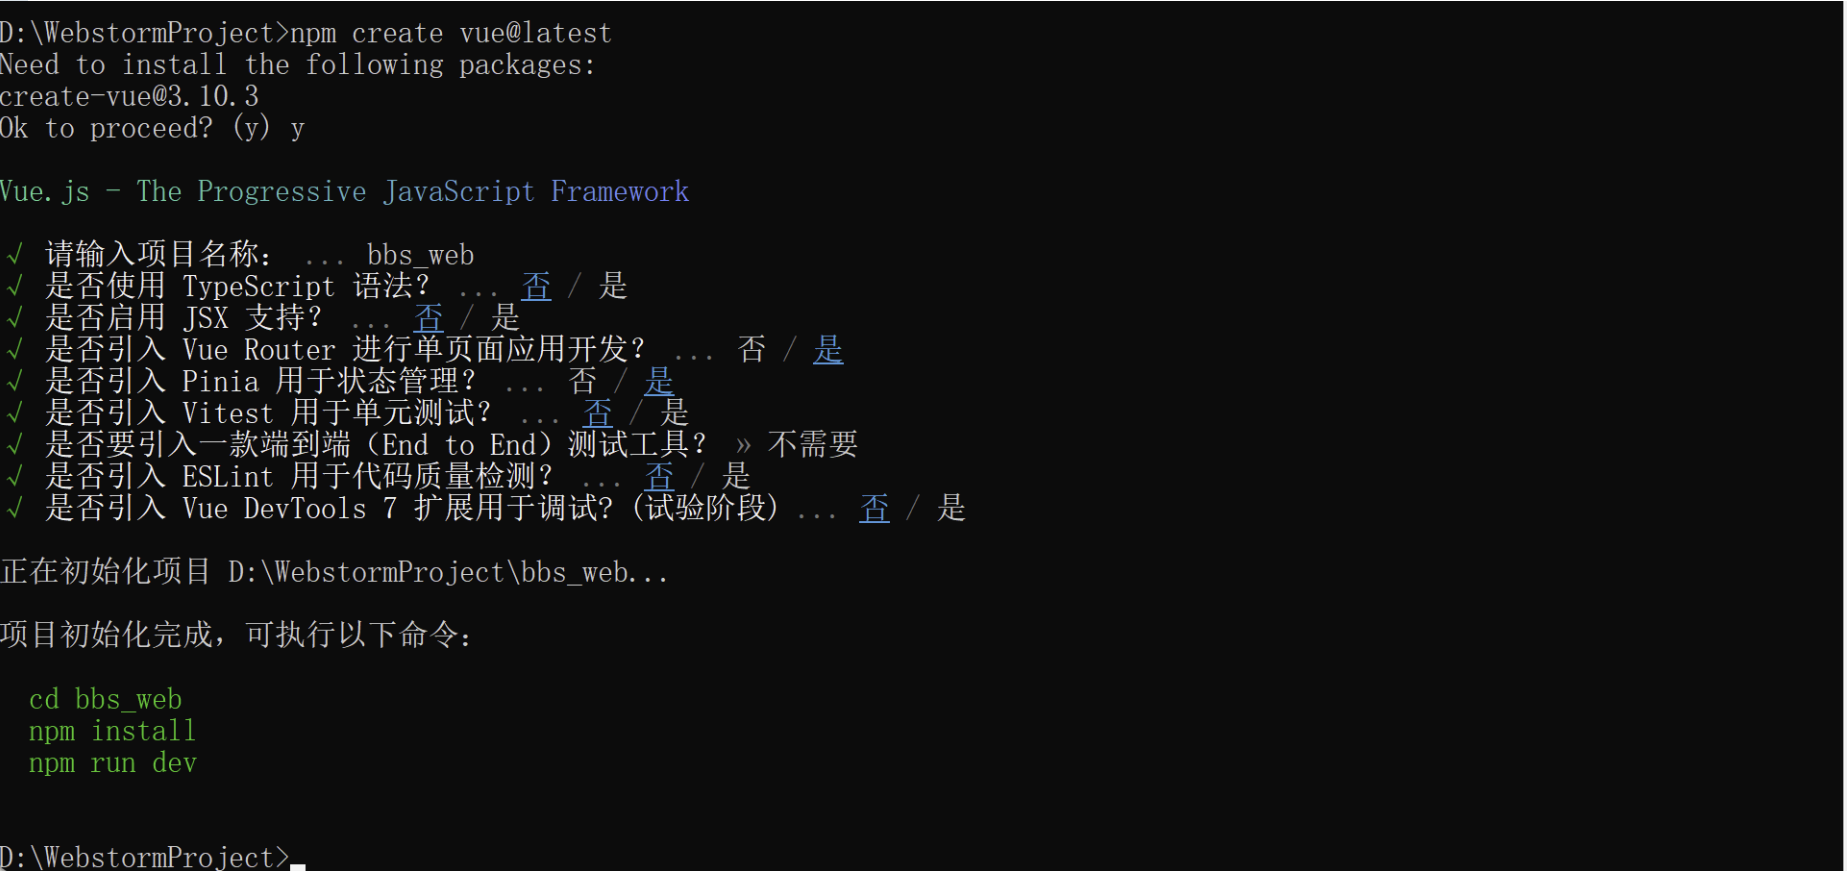 D:\WebstormProject>npm create vue@latest
Need to install the following packages:
create-vue@3.10.3
Ok to proceed? (y) y
Vue.js - The Progressive JavaScript Framework
√ 请输入项目名称： ... bbs_web
√ 是否使用 TypeScript 语法？ ... 否 / 是
√ 是否启用 JSX 支持？ ... 否 / 是
√ 是否引入 Vue Router 进行单页面应用开发？ ... 否 / 是
√ 是否引入 Pinia 用于状态管理？ ... 否 / 是
√ 是否引入 Vitest 用于单元测试？ ... 否 / 是
√ 是否要引入一款端到端（End to End）测试工具？ » 不需要
√ 是否引入 ESLint 用于代码质量检测？ ... 否 / 是
√ 是否引入 Vue DevTools 7 扩展用于调试? (试验阶段) ... 否 / 是
正在初始化项目 D:\WebstormProject\bbs_web...
项目初始化完成，可执行以下命令：
cd bbs_web
npm install
npm run dev
D:\WebstormProject>